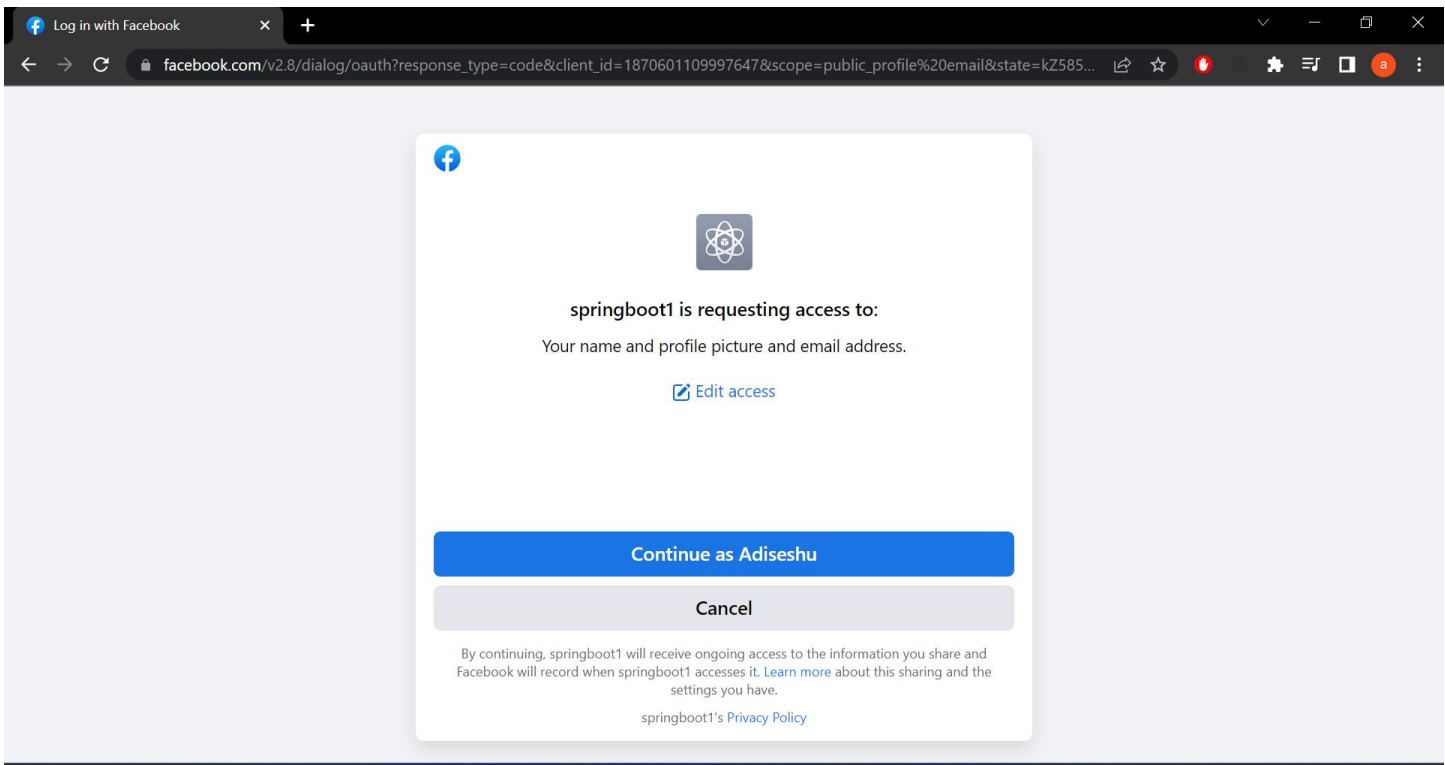 Log in with Facebook
facebook.com/v2.8/dialog/oauth?response_type=code&client_id=1870601109997647&scope=public_profile%20email&state=kZ585...
a
springboot1 is requesting access to:
Your name and profile picture and email address.
Edit access
Continue as Adiseshu
Cancel
By continuing, springboot1 will receive ongoing access to the information you share and
Facebook will record when springboot1 accesses it. Learn more about this sharing and the
settings you have.
springboot1's Privacy Policy